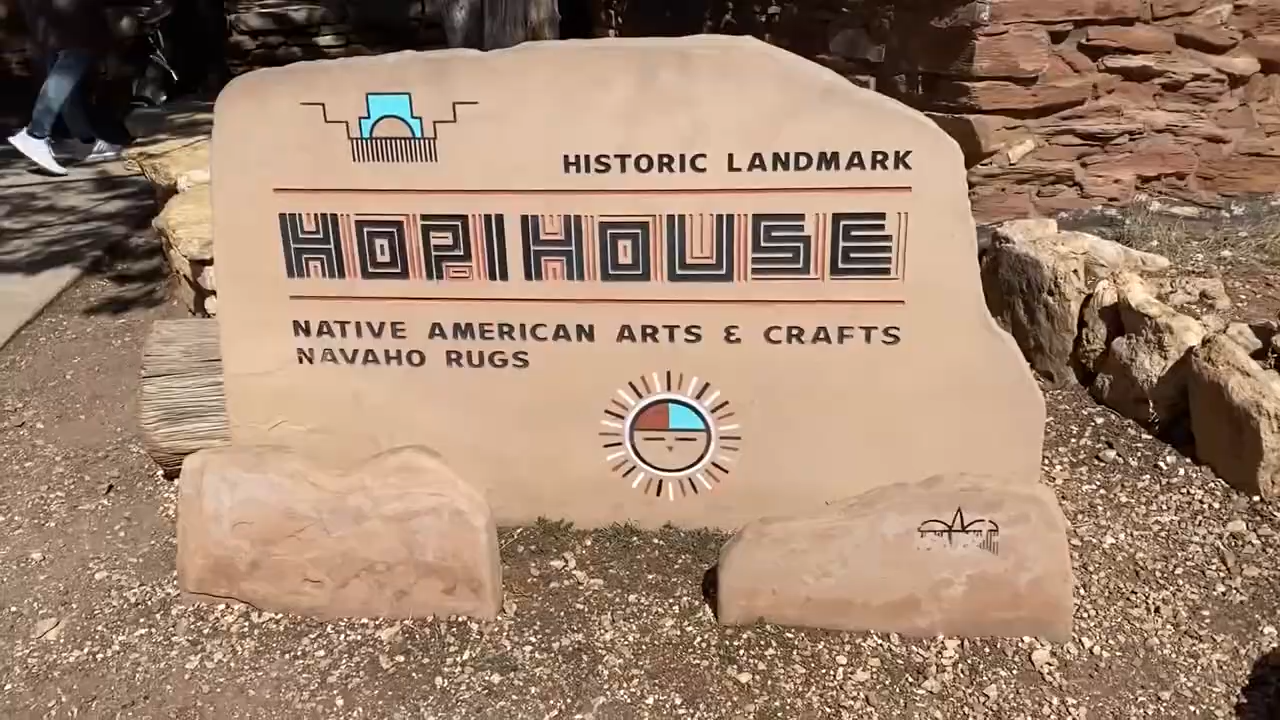 HISTORIC LANDMARK
HOPI HOUSE
NATIVE AMERICAN ARTS & CRAFTS
NAVAHO RUGS